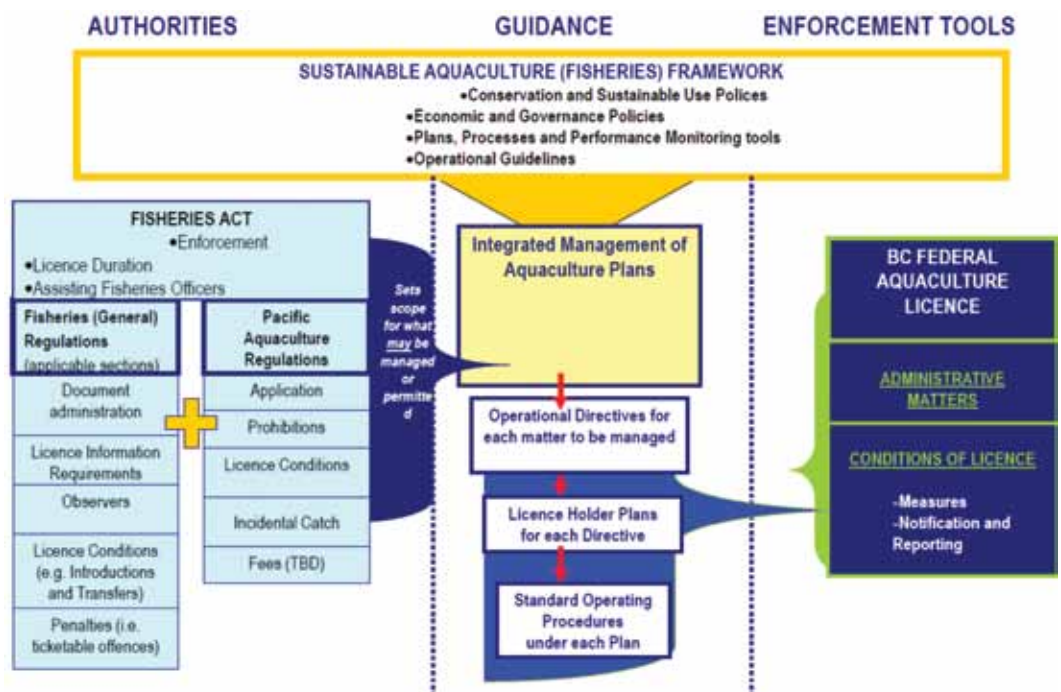 AUTHORITIES
GUIDANCE
ENFORCEMENT TOOLS
SUSTAINABLE AQUACULTURE (FISHERIES) FRAMEWORK
•Conservation and Sustainable Use Polices
•Economic and Governance Policies
•Plans, Processes and Performance Monitoring tools
•Operational Guidelines
FISHERIES ACT
•Enforcement
•Licence Duration
•Assisting Fisheries Officers
Fisheries (General)
Regulations
(applicable sections)
Document
administration
Licence Information
Requirements
Observers
Licence Conditions
(e.g. Introductions
and Transfers)
Penalties (i.e.
ticketable offences)
Pacific
Aquaculture
Regulations
Application
Prohibitions
Licence Conditions
Incidental Catch
Fees (TBD)
Sets
scope
for what
may be
managed
or
permitte
d
Integrated Management of
Aquaculture Plans
Operational Directives for
each matter to be managed
Licence Holder Plans
for each Directive
Standard Operating
Procedures
under each Plan
BC FEDERAL
AQUACULTURE
LICENCE
ADMINISTRATIVE
MATTERS
CONDITIONS OF LICENCE
-Measures
-Notification and
Reporting